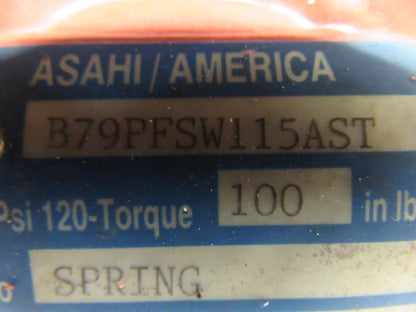 ASAHI/AMERICA
B79PFSW115AST
Psi 120-Torque 100 in lb
SPRING